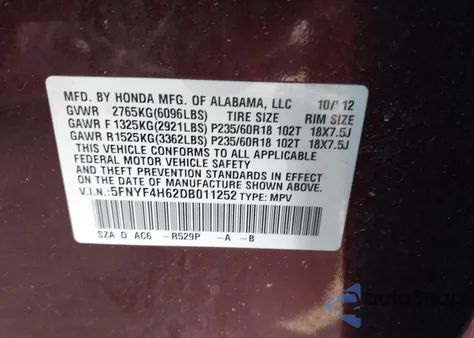 MFD. BY HONDA MFG. OF ALABAMA, LLC 10/'12
GVWR 2765KG(6096LBS) TIRE SIZE RIM SIZE
GAWR F 1325KG(2921LBS) P235/60R18 102T 18X7.5J
GAWR R1525KG(3362LBS) P235/60R18 102T 18X7.5J
THIS VEHICLE CONFORMS TO ALL APPLICABLE
FEDERAL MOTOR VEHICLE SAFETY, BUMPER,
AND THEFT PREVENTION STANDARDS IN EFFECT
ON THE DATE OF MANUFACTURE SHOWN ABOVE.
V.I.N.: 5FNYF4H62DB011252 TYPE: MPV
SZA D AC6 -R529P -A -B